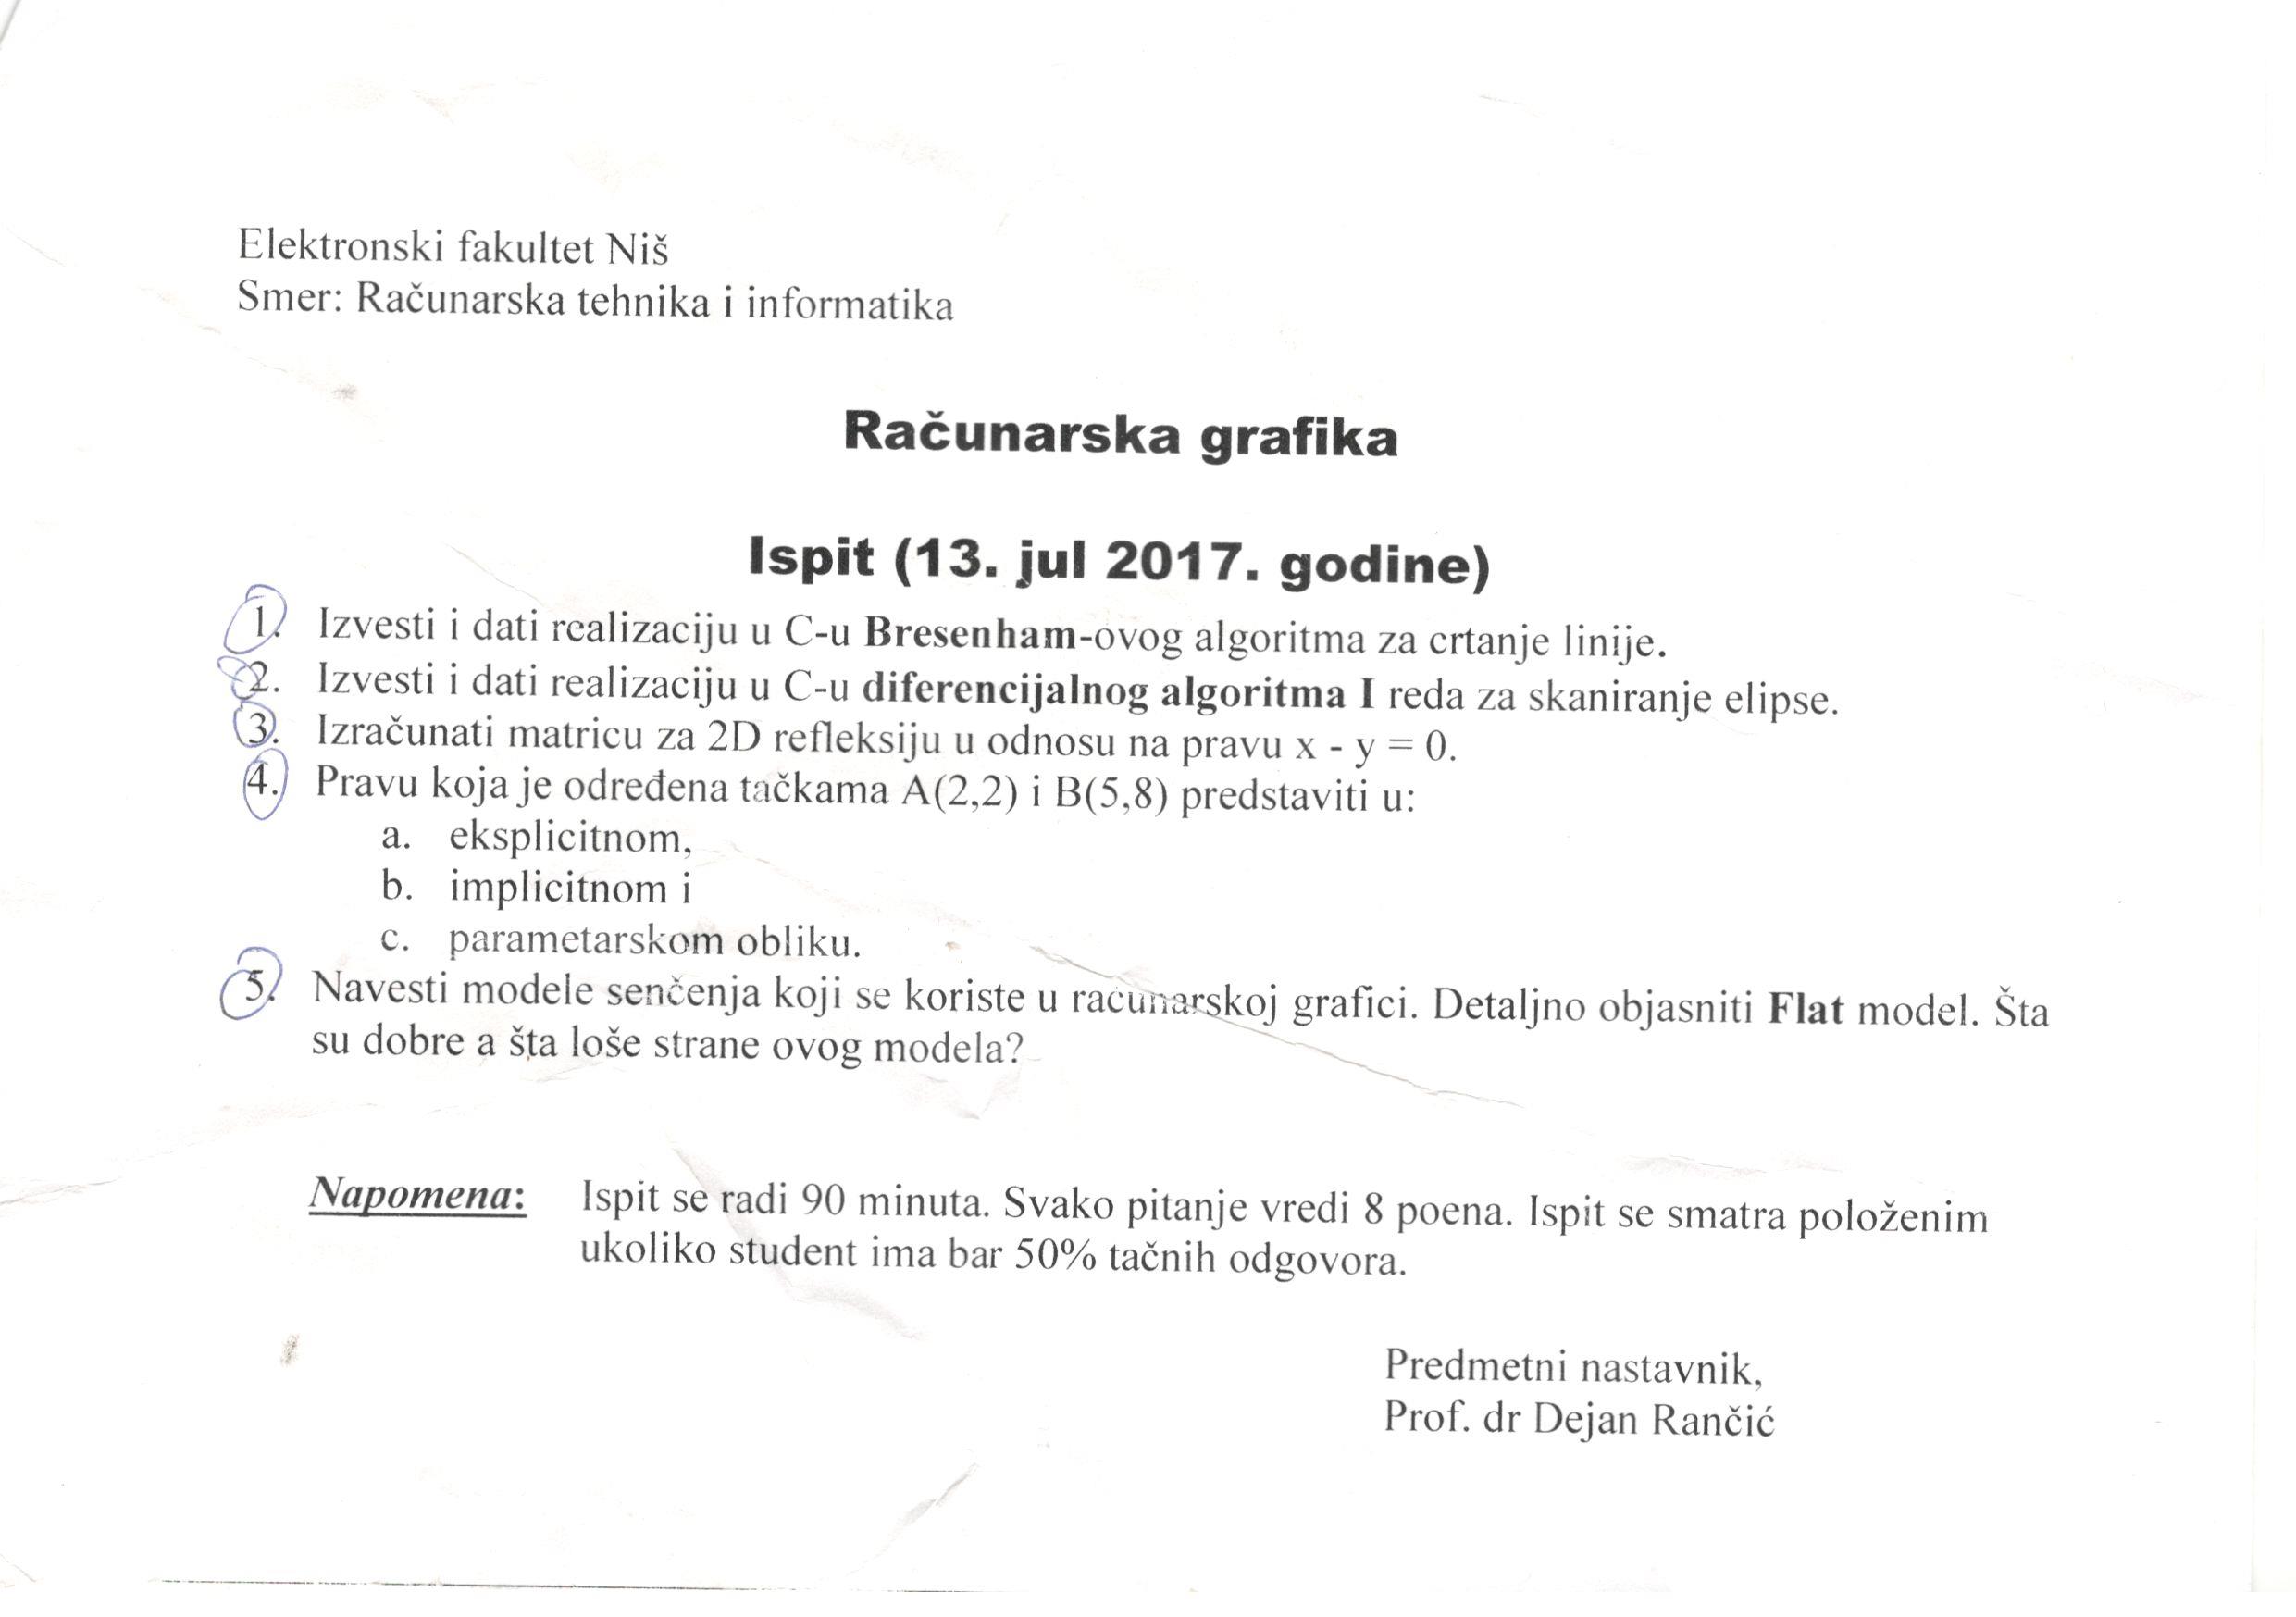 Elektronski fakultet Niš
Smer: Računarska tehnika i informatika
Računarska grafika
Ispit (13. jul 2017. godine)
1. Izvesti i dati realizaciju u C-u Bresenham-ovog algoritma za crtanje linije.
2. Izvesti i dati realizaciju u C-u diferencijalnog algoritma I reda za skaniranje elipse.
3. Izračunati matricu za 2D refleksiju u odnosu na pravu x - y = 0.
4. Pravu koja je određena tačkama A(2,2) i B(5,8) predstaviti u:
a. eksplicitnom,
b. implicitnom i
c. parametarskom obliku.
5. Navesti modele senčenja koji se koriste u računarskoj grafici. Detaljno objasniti Flat model. Šta
su dobre a šta loše strane ovog modela?
Napomena: Ispit se radi 90 minuta. Svako pitanje vredi 8 poena. Ispit se smatra položenim
ukoliko student ima bar 50% tačnih odgovora.
Predmetni nastavnik,
Prof. dr Dejan Rančić